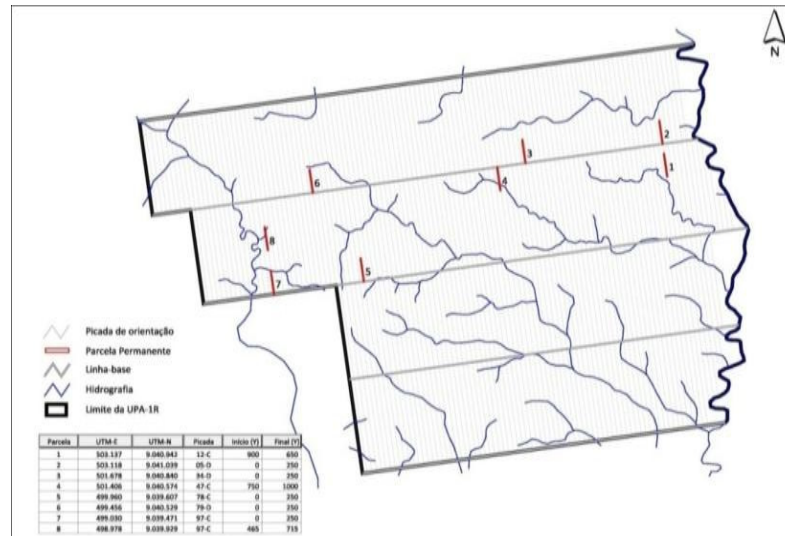 N
2
3
1
4
6
8
5
7
Picada de orientação
Parcela Permanente
Linha-base
Hidrografia
Limite da UPA-1R
Parcela UTM-E UTM-N Picada Início (Y) Final (Y)
1 503.137 9.040.942 12-C 900 650
2 503.118 9.041.039 05-D 0 250
3 501.678 9.040.840 34-D 0 250
4 501.406 9.040.574 47-C 750 1000
5 499.960 9.039.607 78-C 0 250
6 499.456 9.040.529 79-D 0 250
7 499.030 9.039.471 97-C 0 250
8 498.978 9.039.929 97-C 465 715